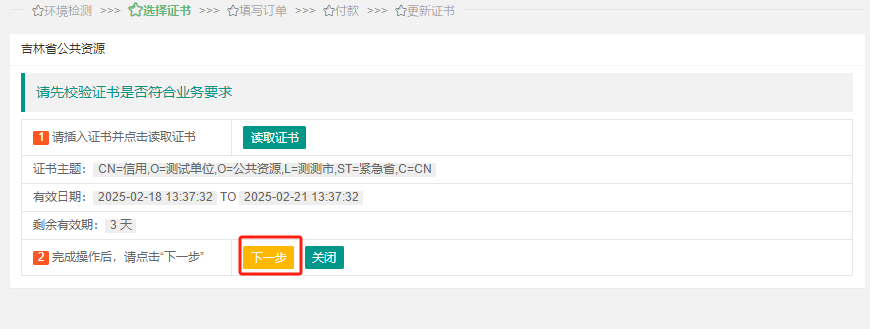 ☆环境检测 >>> ☆选择证书 >>> ☆填写订单 >>> ☆付款 >>> ☆更新证书
吉林省公共资源
请先校验证书是否符合业务要求
1 请插入证书并点击读取证书 读取证书
证书主题： CN=信用,O=测试单位,O=公共资源,L=测测市,ST=紧急省,C=CN
有效日期： 2025-02-18 13:37:32 TO 2025-02-21 13:37:32
剩余有效期： 3 天
2 完成操作后，请点击“下一步” 下一步 关闭